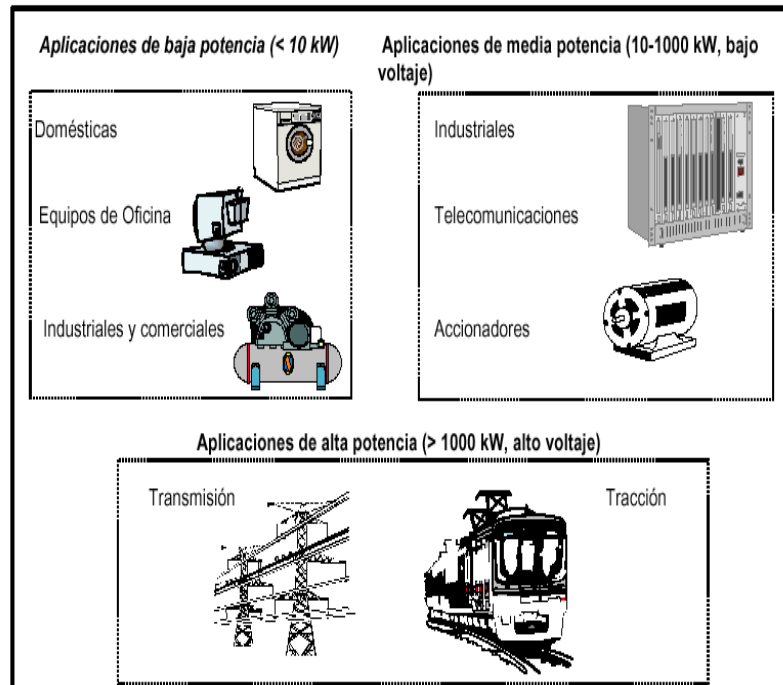 Aplicaciones de baja potencia (< 10 kW)
Domésticas
Equipos de Oficina
Industriales y comerciales
Aplicaciones de media potencia (10-1000 kW, bajo
voltaje)
Industriales
Telecomunicaciones
Accionadores
Aplicaciones de alta potencia (> 1000 kW, alto voltaje)
Transmisión
Tracción